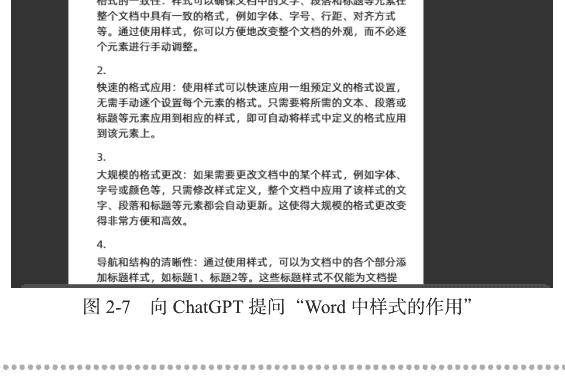 格式的一致性：样式可以确保文档中的文字、段落和标题等元素在
整个文档中具有一致的格式，例如字体、字号、行距、对齐方式
等。通过使用样式，你可以方便地改变整个文档的外观，而不必逐
个元素进行手动调整。
2.
快速的格式应用：使用样式可以快速应用一组预定义的格式设置，
无需手动逐个设置每个元素的格式。只需要将所需的文本、段落或
标题等元素应用到相应的样式，即可自动将样式中定义的格式应用
到该元素上。
3.
大规模的格式更改：如果需要更改文档中的某个样式，例如字体、
字号或颜色等，只需修改样式定义，整个文档中应用了该样式的文
字、段落和标题等元素都会自动更新。这使得大规模的格式更改变
得非常方便和高效。
4.
导航和结构的清晰性：通过使用样式，可以为文档中的各个部分添
加标题样式，如标题1、标题2等。这些标题样式不仅能为文档提
图 2-7 向 ChatGPT 提问“Word 中样式的作用”